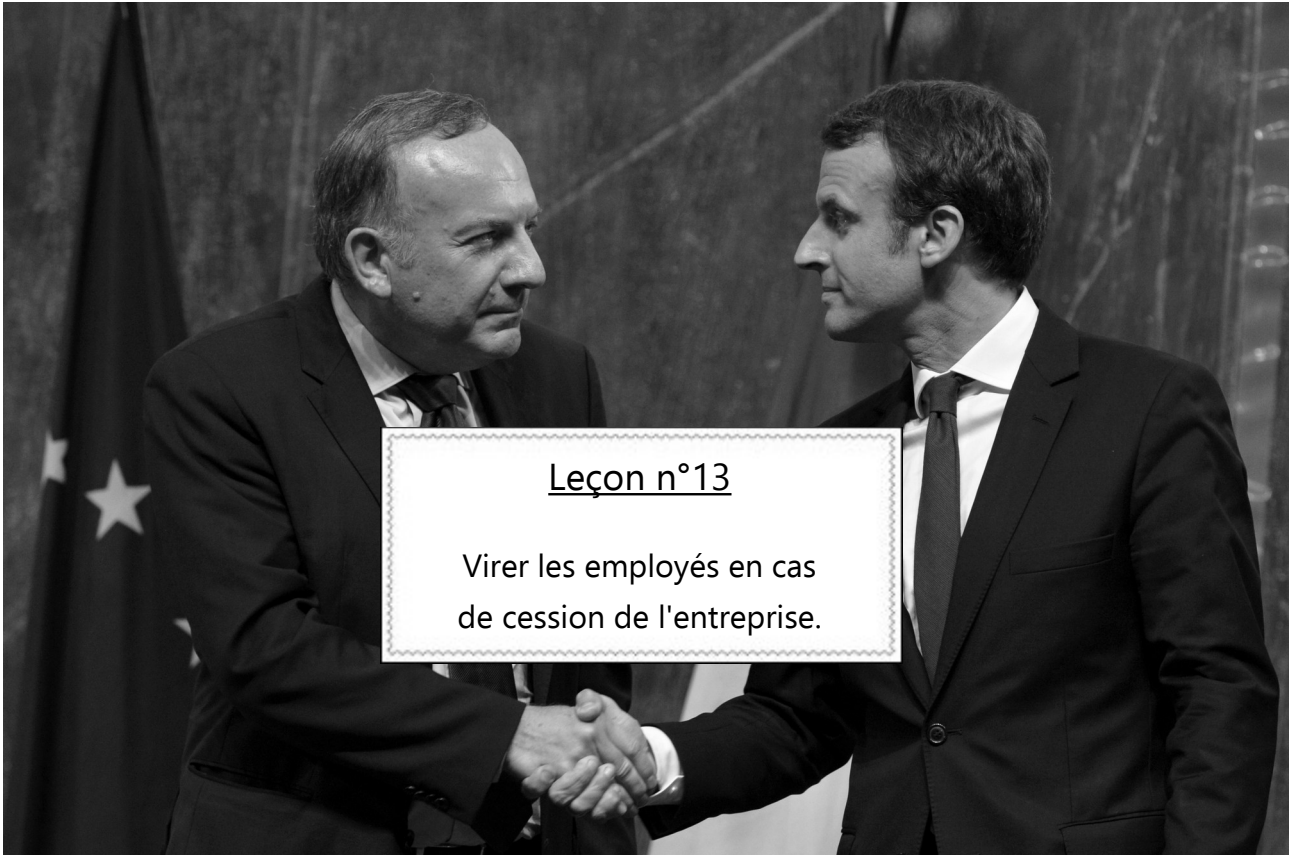 Leçon n°13
Virer les employés en cas
de cession de l'entreprise.